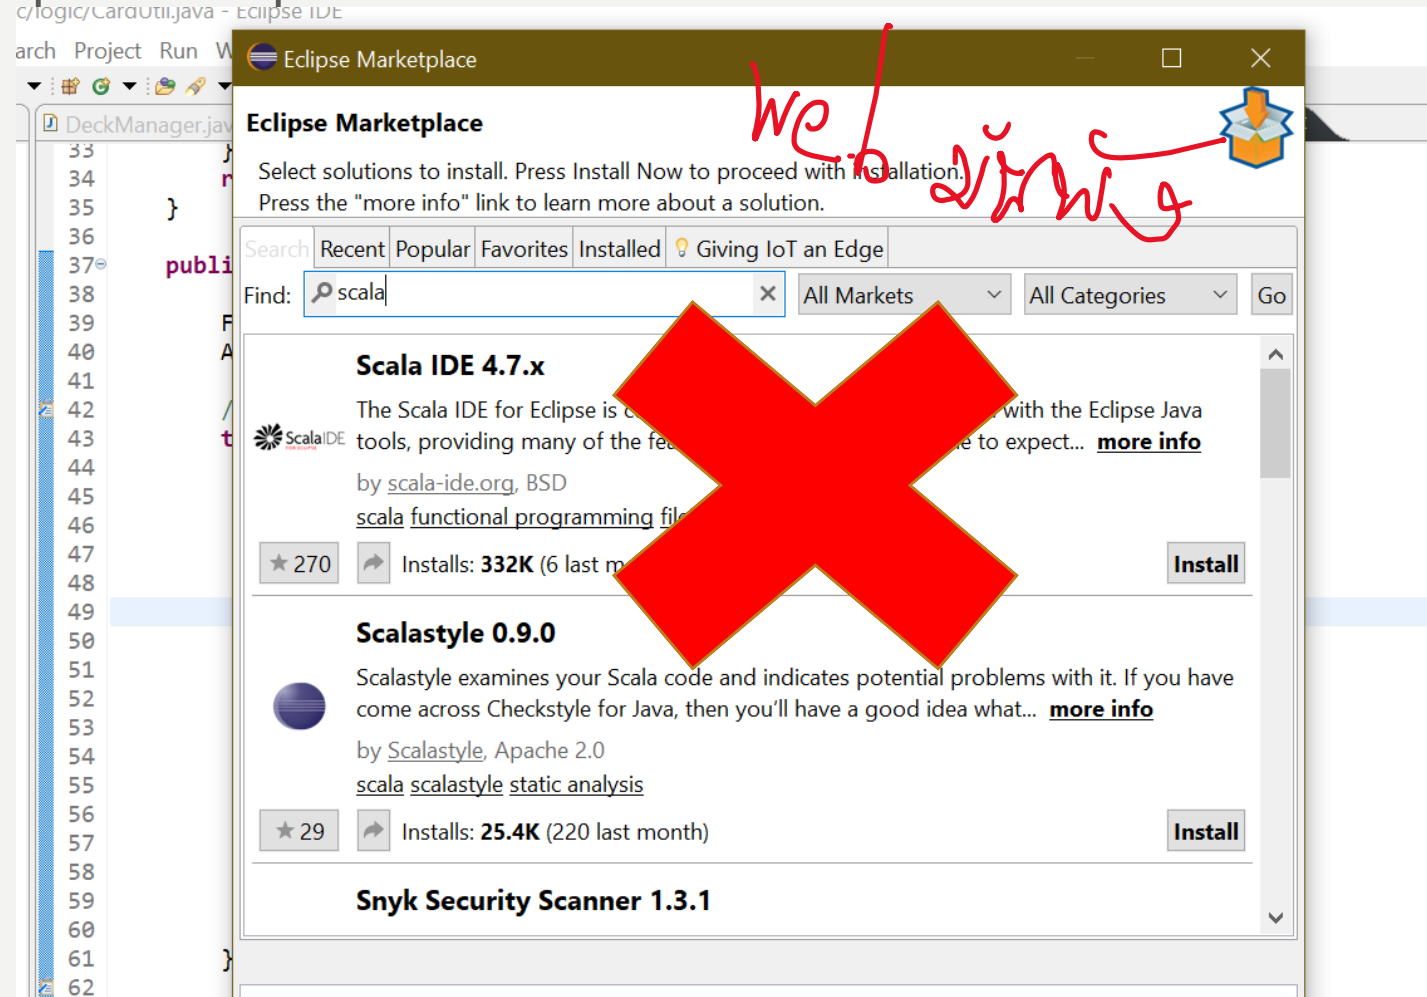 c/logic/CardUtil.java - Eclipse IDE
arch Project Run W
DeckManager.jav
Eclipse Marketplace
Eclipse Marketplace
Select solutions to install. Press Install Now to proceed with installation.
Press the "more info" link to learn more about a solution.
web
Search Recent Popular Favorites Installed Giving IoT an Edge
Find: scala All Markets All Categories Go
Scala IDE 4.7.x
The Scala IDE for Eclipse is with the Eclipse Java
tools, providing many of the to expect... more info
ScalaIDE
FOR ECLIPSE
by scala-ide.org, BSD
scala functional programming
270 Installs: 332K (6 last Install
Scalastyle 0.9.0
Scalastyle examines your Scala code and indicates potential problems with it. If you have
come across Checkstyle for Java, then you'll have a good idea what... more info
by Scalastyle, Apache 2.0
scala scalastyle static analysis
29 Installs: 25.4K (220 last month) Install
Snyk Security Scanner 1.3.1
33 }
34 r
35 }
36
37 publi
38
39 F
40 A
41
42 /
43 t
44
45
46
47
48
49
50
51
52
53
54
55
56
57
58
59
60
61 }
62